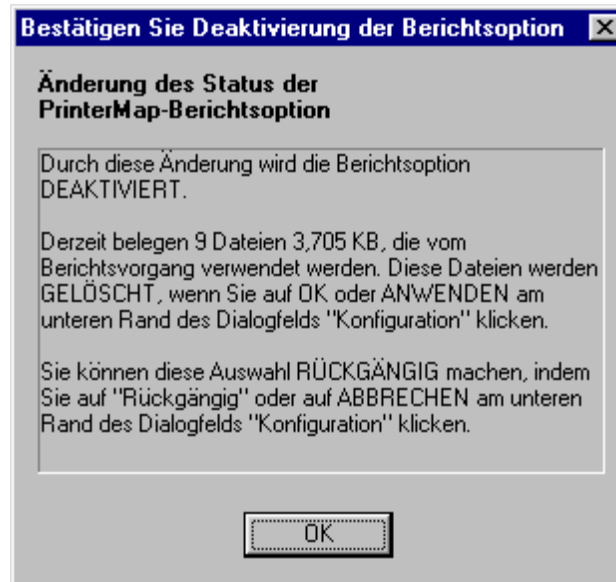 Bestätigen Sie Deaktivierung der Berichtsoption
Änderung des Status der
PrinterMap-Berichtsoption
Durch diese Änderung wird die Berichtsoption
DEAKTIVIERT.
Derzeit belegen 9 Dateien 3,705 KB, die vom
Berichtsvorgang verwendet werden. Diese Dateien werden
GELÖSCHT, wenn Sie auf OK oder ANWENDEN am
unteren Rand des Dialogfelds "Konfiguration" klicken.
Sie können diese Auswahl RÜCKGÄNGIG machen, indem
Sie auf "Rückgängig" oder auf ABBRECHEN am unteren
Rand des Dialogfelds "Konfiguration" klicken.
OK